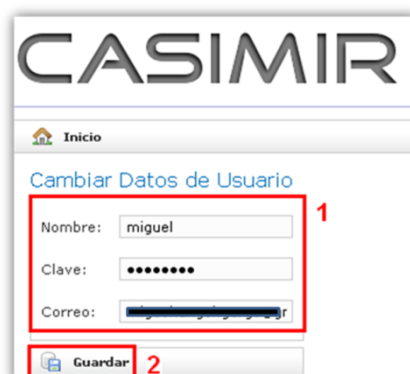 CASIMIR
Inicio
Cambiar Datos de Usuario
1
Nombre: miguel
Clave: ••••••••
Correo:
Guardar 2